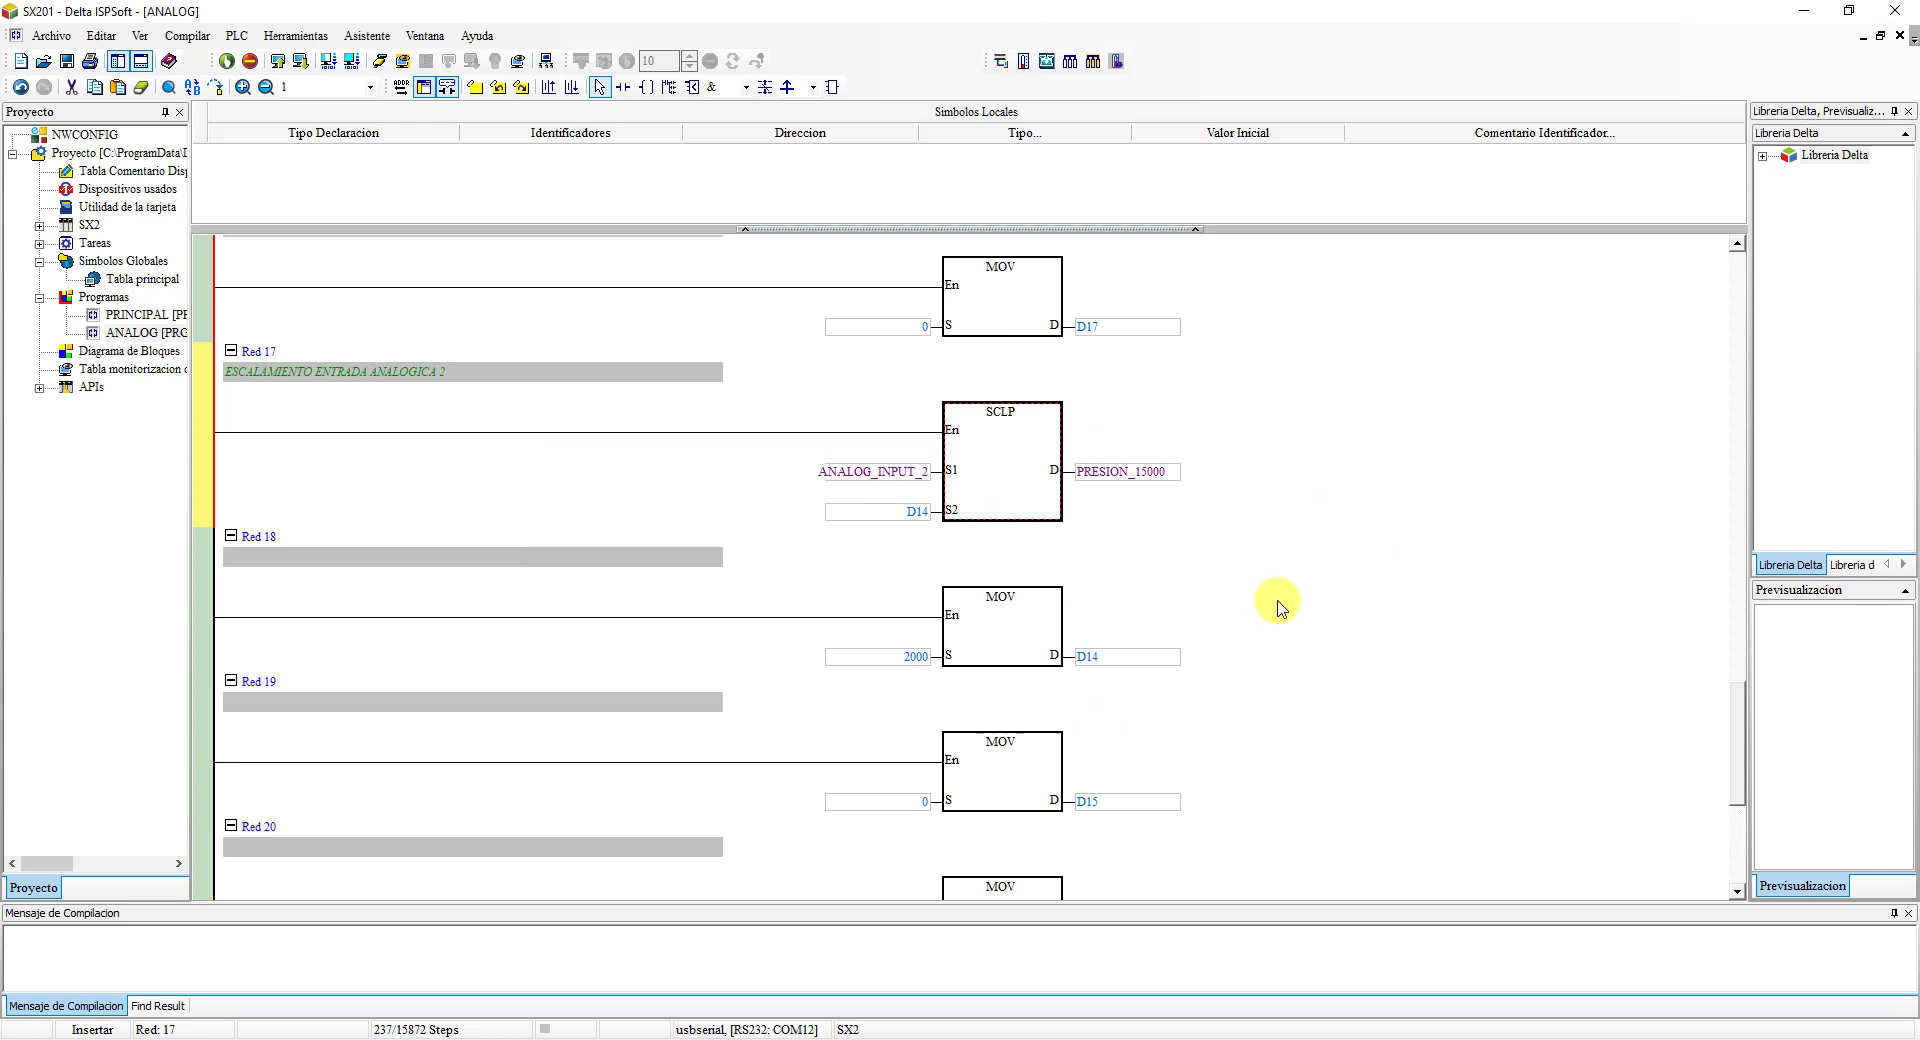 SX201 - Delta ISPSoft - [ANALOG]
Archivo Editar Ver Compilar PLC Herramientas Asistente Ventana Ayuda
10
1
&
Proyecto
NWCONFIG
Proyecto [C:\ProgramData\I
Tabla Comentario Dis
Dispositivos usados
Utilidad de la tarjeta
SX2
Tareas
Simbolos Globales
Tabla principal
Programas
PRINCIPAL [PR
ANALOG [PRG
Diagrama de Bloques
Tabla monitorizacion
APIs
Proyecto
Simbolos Locales
Tipo Declaracion Identificadores Direccion Tipo... Valor Inicial Comentario Identificador...
MOV
En
0 S D D17
Red 17
ESCALAMIENTO ENTRADA ANALOGICA 2
SCLP
En
ANALOG_INPUT_2 S1 D PRESION_15000
D14 S2
Red 18
MOV
En
2000 S D D14
Red 19
MOV
En
0 S D D15
Red 20
MOV
Libreria Delta, Previsualiz...
Libreria Delta
Libreria Delta
Libreria Delta Libreria d
Previsualizacion
Previsualizacion
Mensaje de Compilacion
Mensaje de Compilacion Find Result
Insertar Red: 17 237/15872 Steps usbserial, [RS232: COM12] SX2